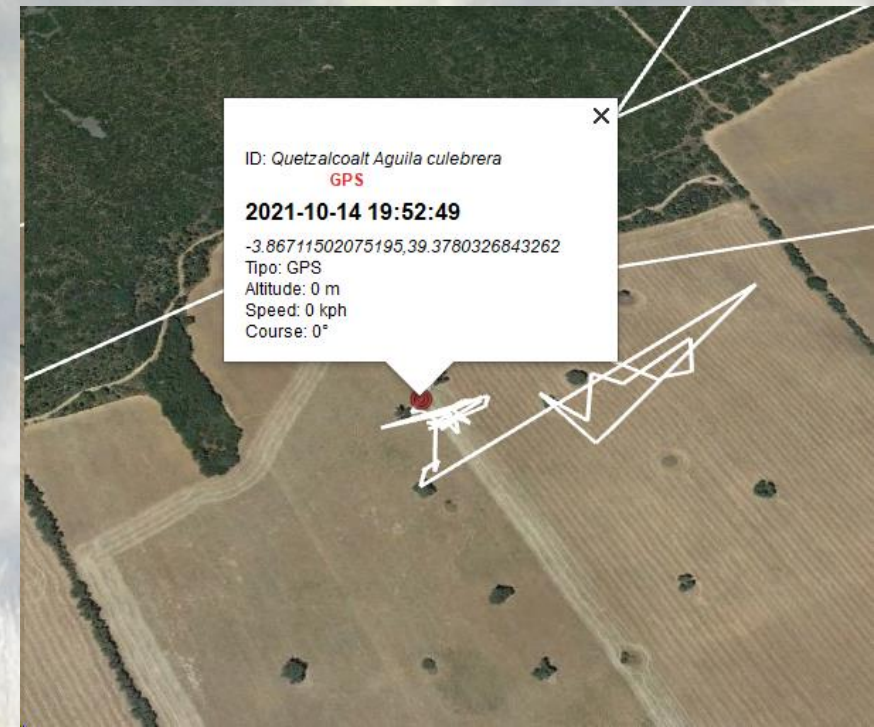 ID: Quetzalcoalt Aguila culebrera
GPS
2021-10-14 19:52:49
-3.86711502075195,39.3780326843262
Tipo: GPS
Altitude: 0 m
Speed: 0 kph
Course: 0°